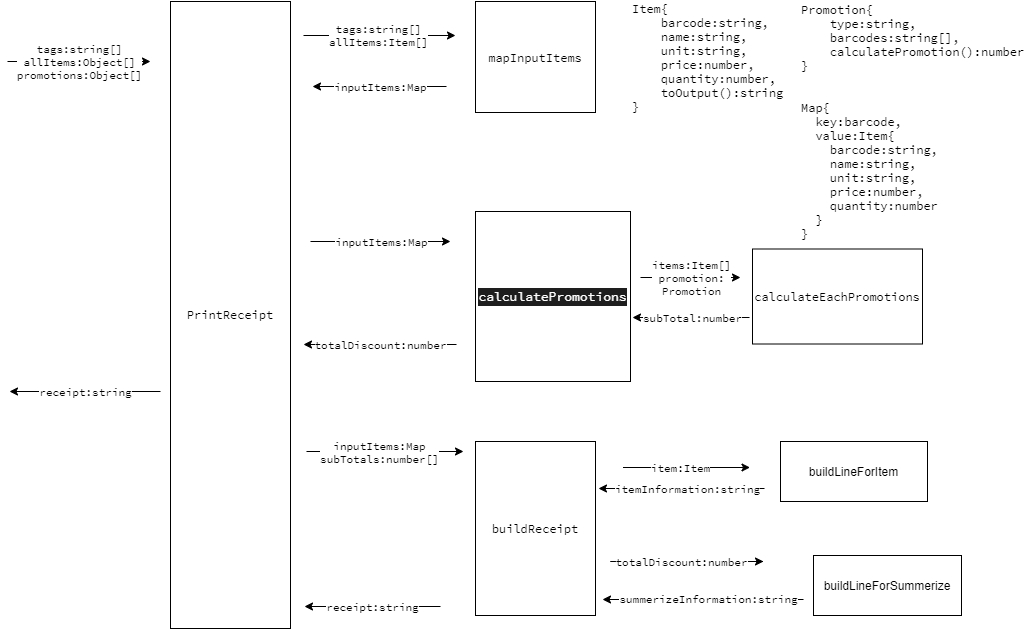 tags:string[]
allItems:Object[]
promotions:Object[]
PrintReceipt
receipt:string
tags:string[]
allItems:Item[]
inputItems:Map
mapInputItems
Item{
barcode:string,
name:string,
unit:string,
price:number,
quantity:number,
toOutput():string
}
Promotion{
type:string,
barcodes:string[],
calculatePromotion():number
}
Map{
key:barcode,
value:Item{
barcode:string,
name:string,
unit:string,
price:number,
quantity:number
}
}
inputItems:Map
totalDiscount:number
calculatePromotions
items:Item[]
promotion:
Promotion
subTotal:number
calculateEachPromotions
inputItems:Map
subTotals:number[]
receipt:string
buildReceipt
item:Item
itemInformation:string
buildLineForItem
totalDiscount:number
summerizeInformation:string
buildLineForSummerize